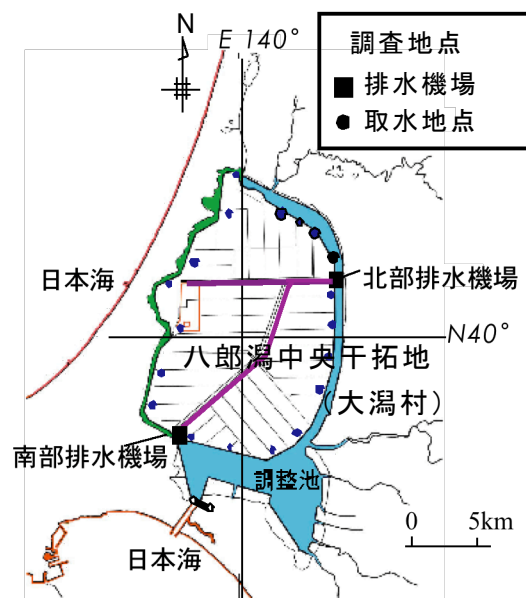 N
E 140°
調査地点
排水機場
取水地点
日本海
北部排水機場
N40°
八郎潟中央干拓地
(大潟村)
南部排水機場
調整池
日本海
0 5km